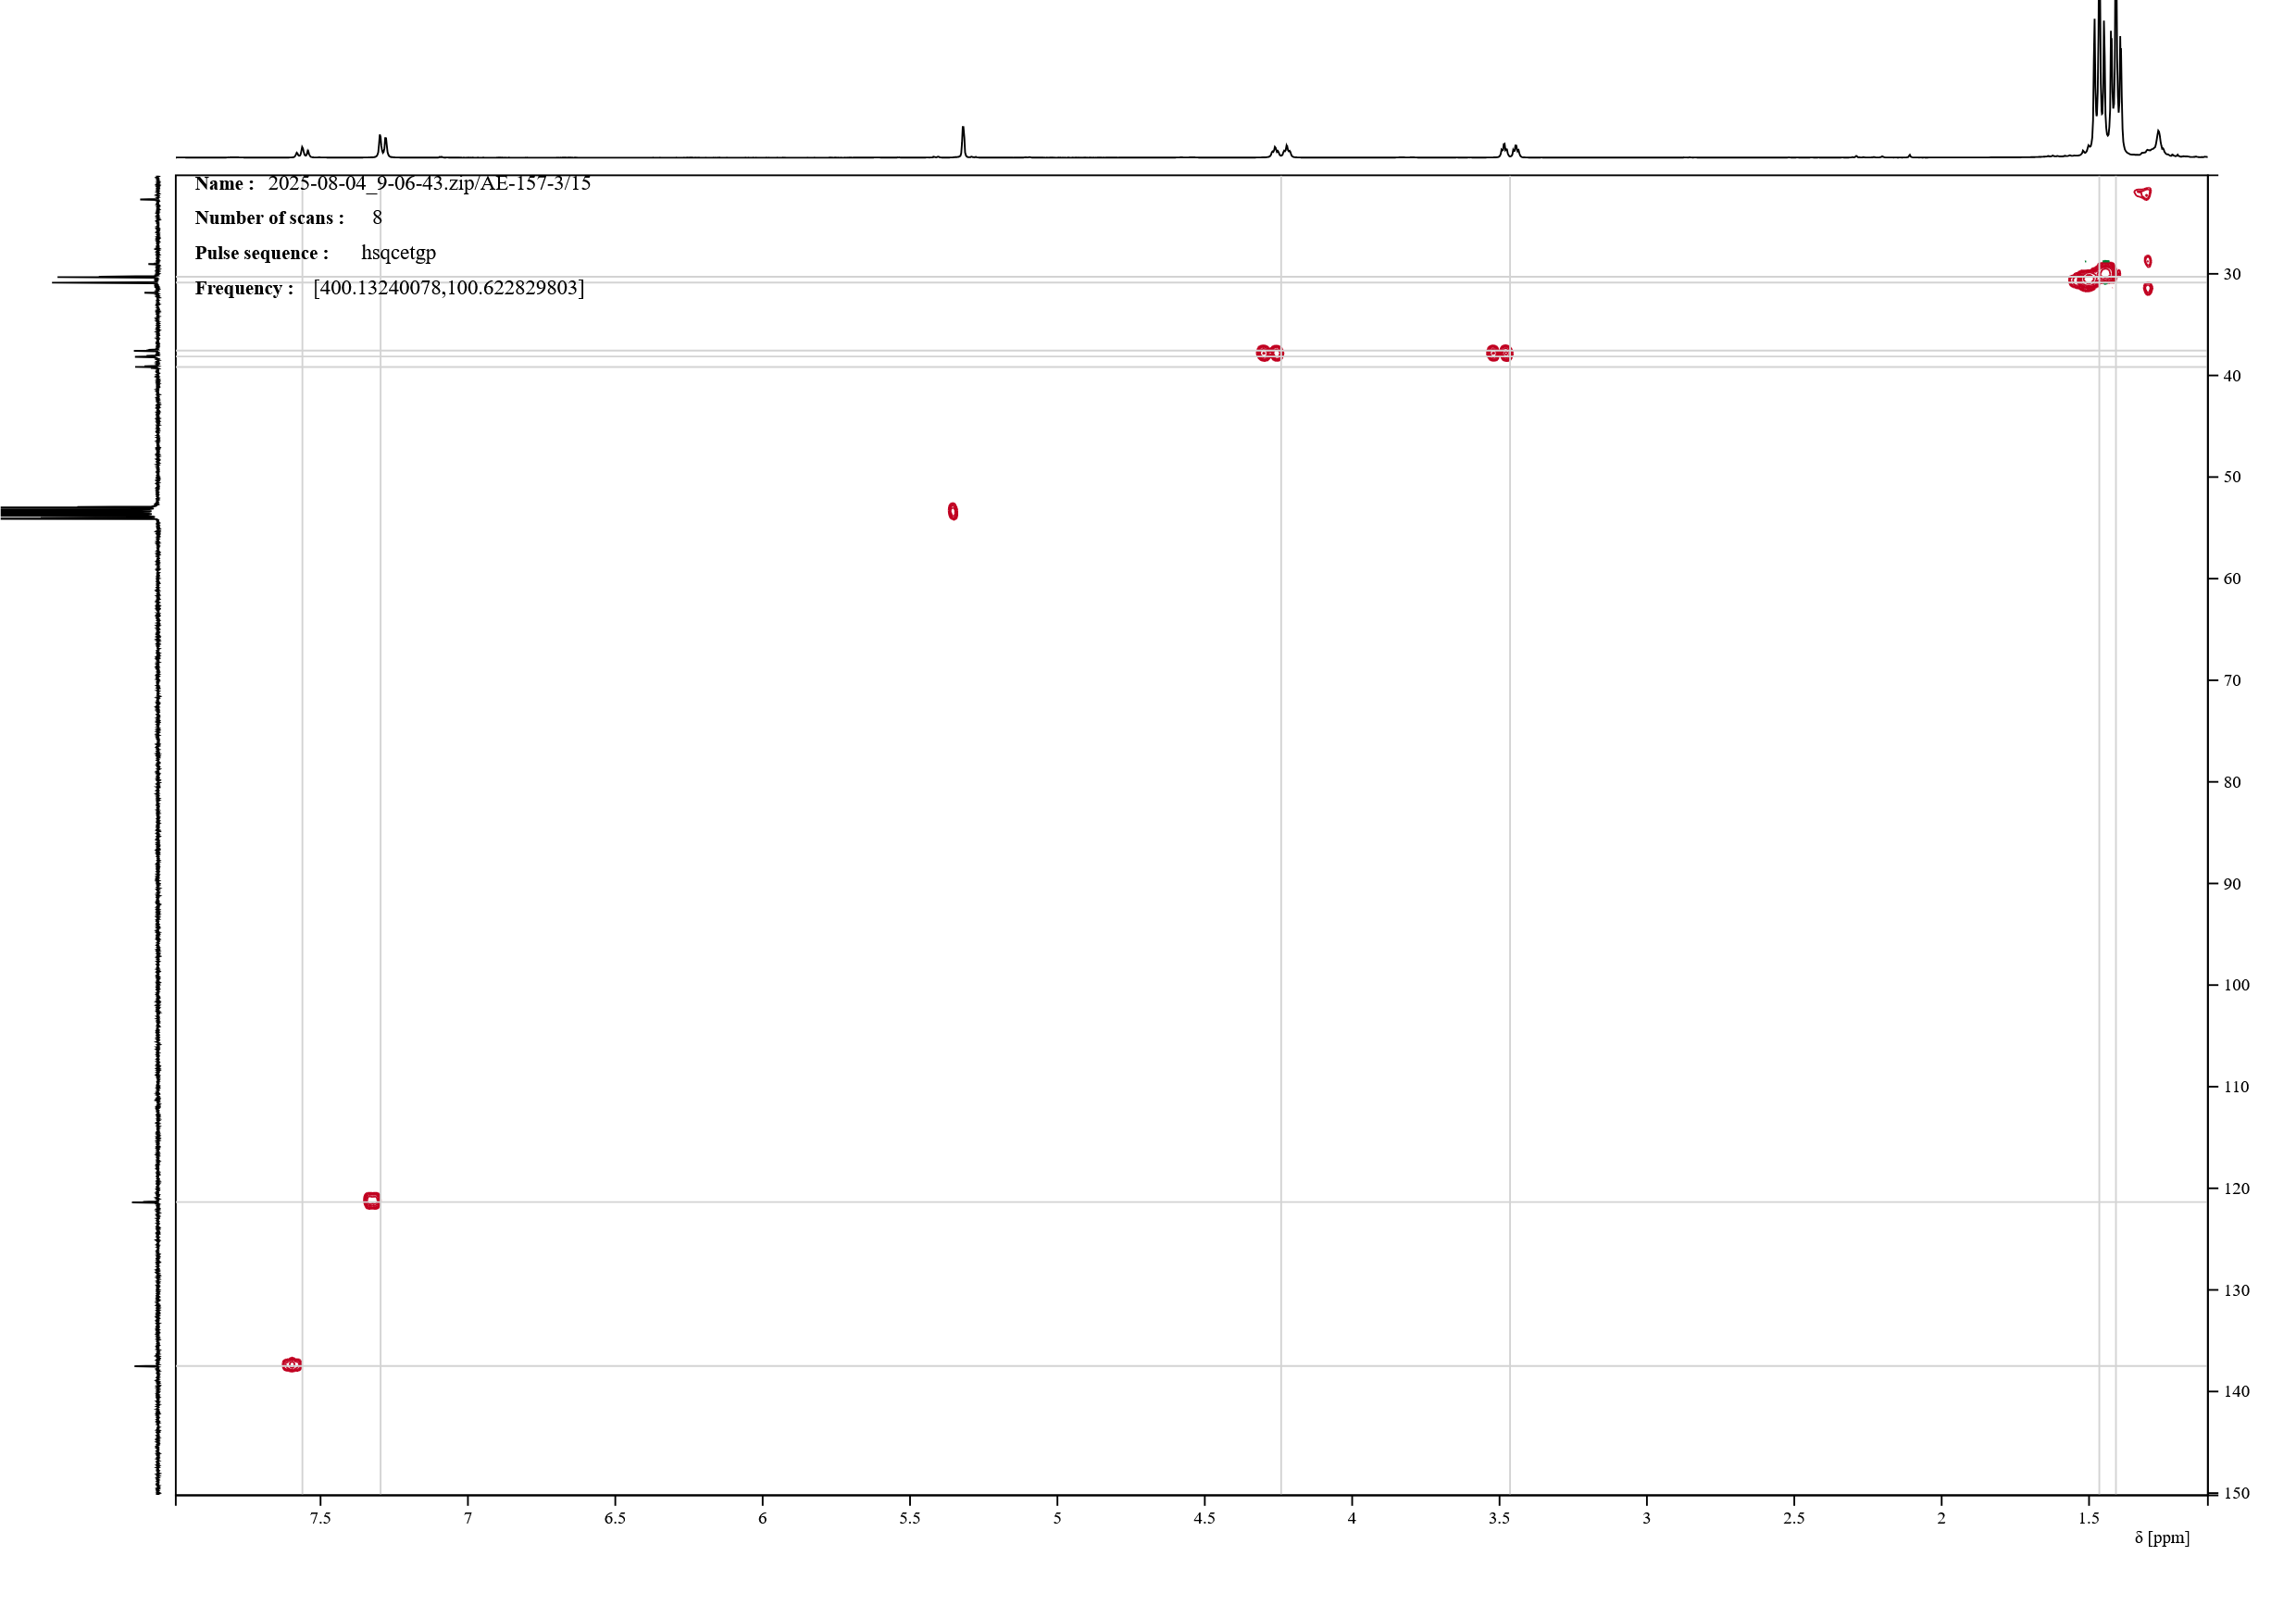 Name : 2025-08-04_9-06-43.zip/AE-157-3/15
Number of scans : 8
Pulse sequence : hsqcetgp
Frequency : [400.13240078,100.622829803]
30
40
50
60
70
80
90
100
110
120
130
140
150
7.5 7 6.5 6 5.5 5 4.5 4 3.5 3 2.5 2 1.5
δ [ppm]